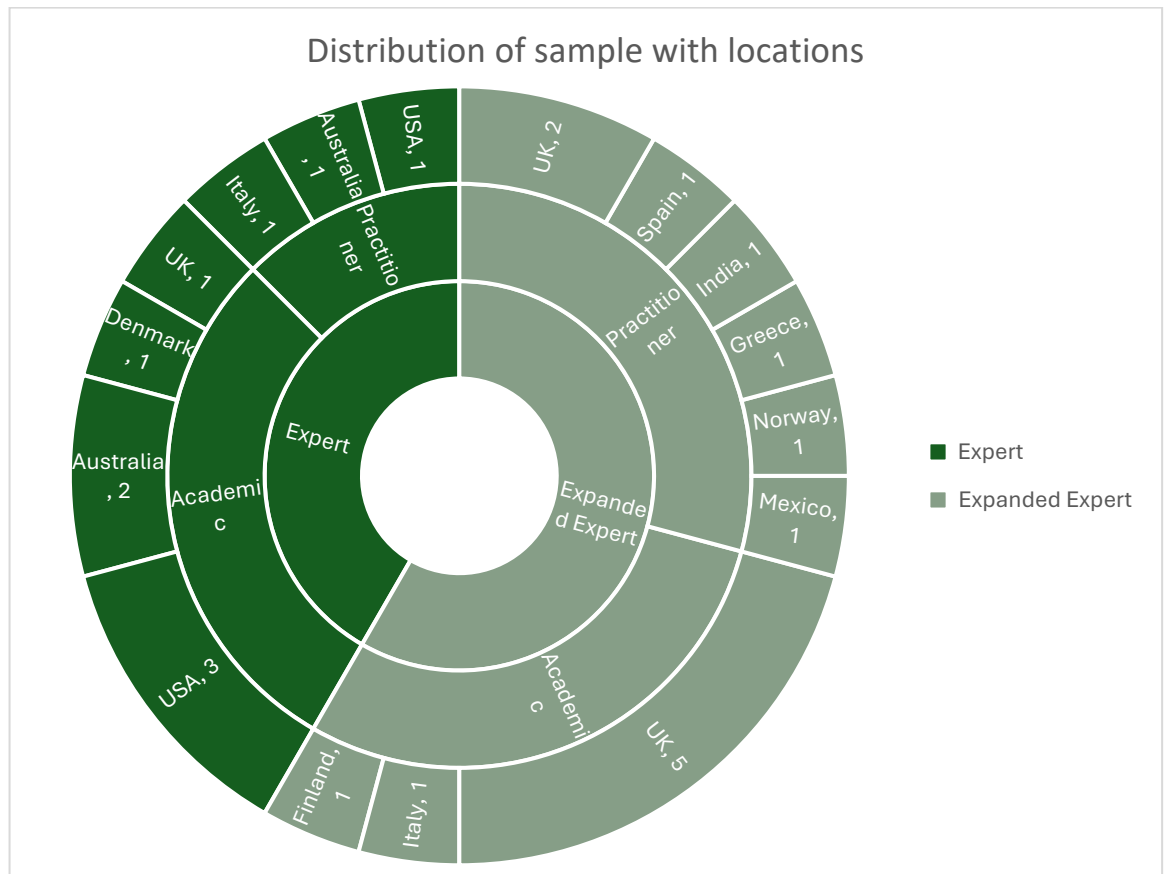 Distribution of sample with locations
UK, 2
Spain, 1
India, 1
Greece,
1
Norway,
1
Mexico,
1
UK, 5
Italy, 1
Finland,
1
USA, 3
Australia
, 2
Denmark
, 1
UK, 1
Italy, 1
Australia
, 1
USA, 1
Practitio
ner
Academi
c
Academi
c
Practitio
ner
Expande
d Expert
Expert
Expert
Expanded Expert